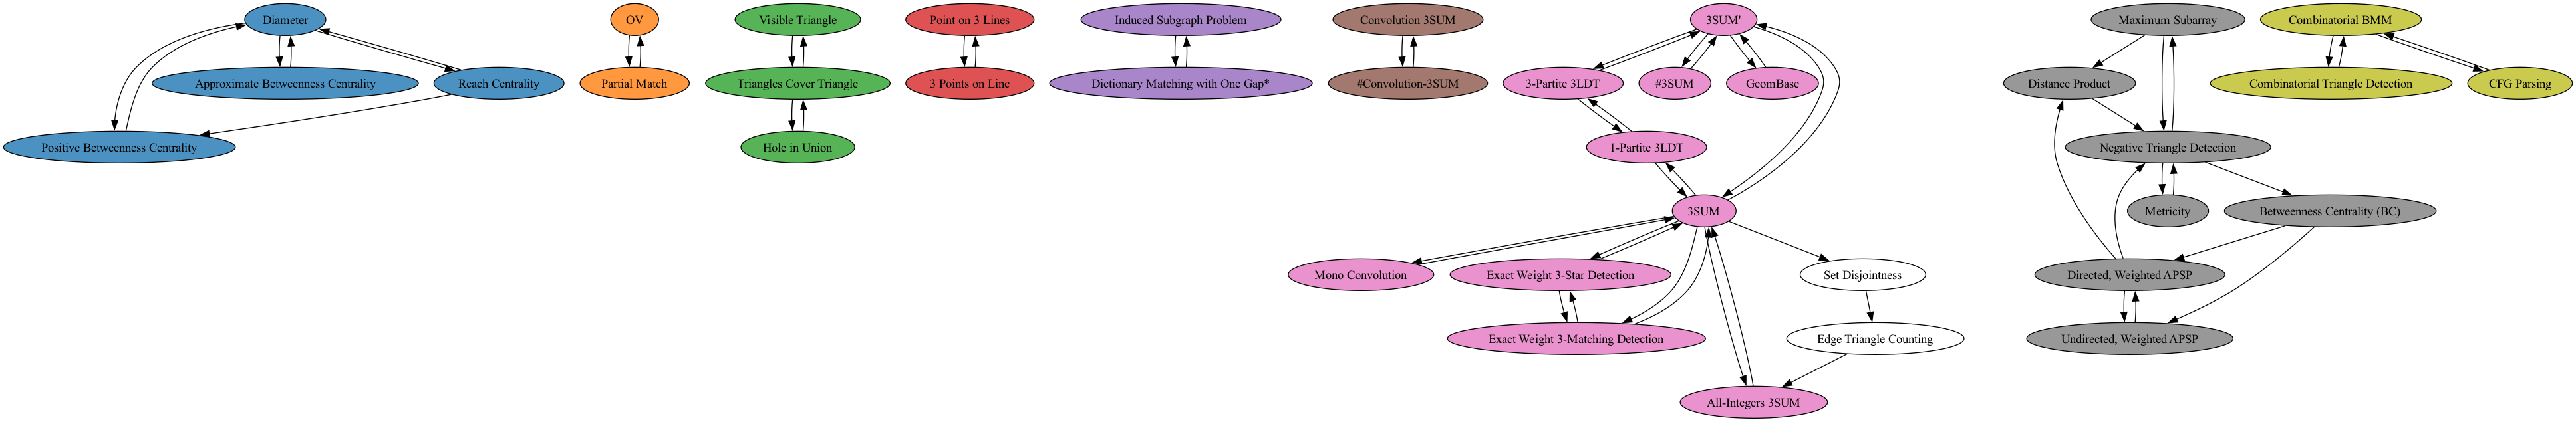 Diameter
OV
Visible Triangle
Point on 3 Lines
Induced Subgraph Problem
Convolution 3SUM
3SUM'
Maximum Subarray
Combinatorial BMM
Approximate Betweenness Centrality
Reach Centrality
Partial Match
Triangles Cover Triangle
3 Points on Line
Dictionary Matching with One Gap*
#Convolution-3SUM
3-Partite 3LDT
#3SUM
GeomBase
Distance Product
Combinatorial Triangle Detection
CFG Parsing
Positive Betweenness Centrality
Hole in Union
1-Partite 3LDT
Negative Triangle Detection
3SUM
Metricity
Betweenness Centrality (BC)
Mono Convolution
Exact Weight 3-Star Detection
Set Disjointness
Directed, Weighted APSP
Exact Weight 3-Matching Detection
Edge Triangle Counting
Undirected, Weighted APSP
All-Integers 3SUM